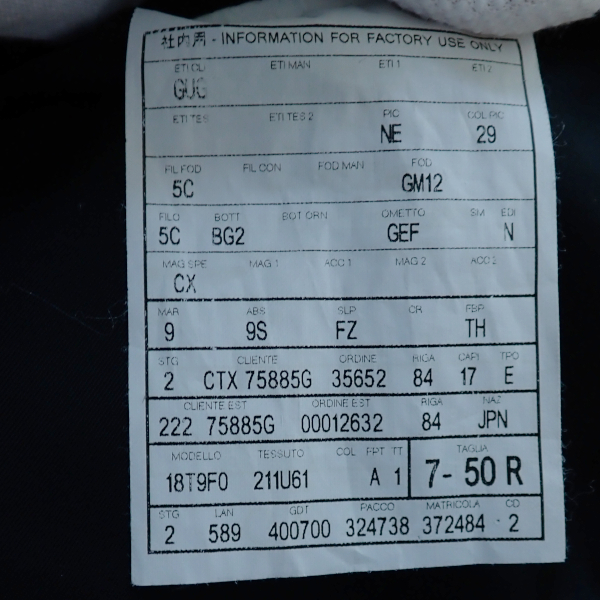 社内用 - INFORMATION FOR FACTORY USE ONLY
ETI CLI ETI MAN ETI 1 ETI 2
GUC
ETI TES ETI TES 2 PIC COL PIC
NE 29
FIL FOD FIL CON FOD MAN FOD
5C GM12
FILO BOTT BOT ORN OMETTO SM EDI
5C BG2 GEF N
MAG SPE MAG 1 ACC 1 MAG 2 ACC 2
CX
MAR ABS SLP CR FBP
9 9S FZ TH
STG CLIENTE ORDINE RIGA CAPI TPO
2 CTX 75885G 35652 84 17 E
CLIENTE EST ORDINE EST RIGA NAZ
222 75885G 00012632 84 JPN
MODELLO TESSUTO COL PPT TT TAGLIA
18T9F0 211U61 A 1 7- 50 R
STG LAN GDT PACCO MATRICOLA CO
2 589 400700 324738 372484 2